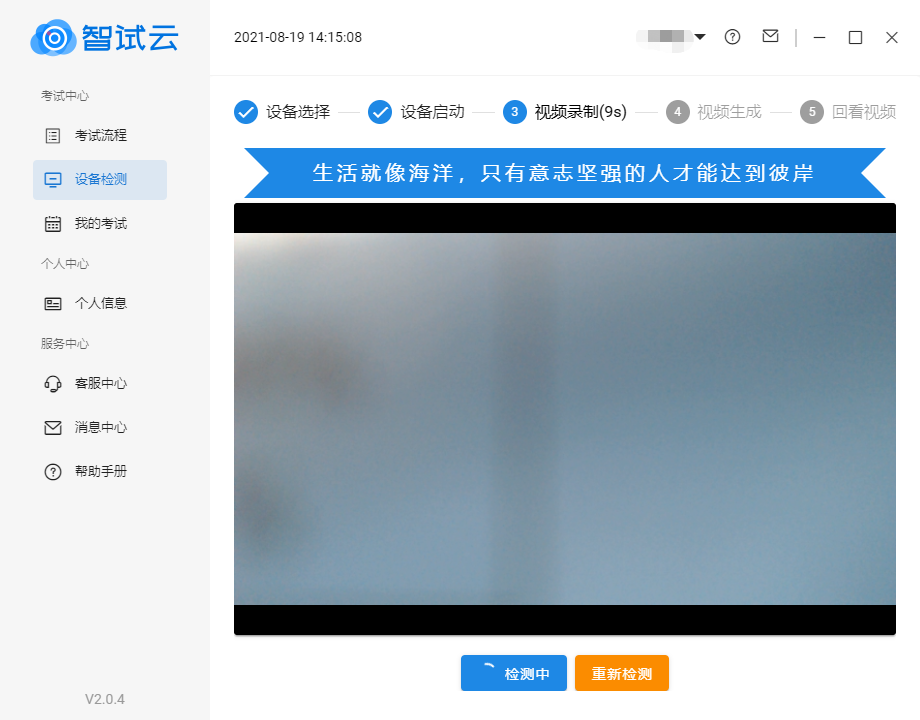 智试云
2021-08-19 14:15:08
考试中心
考试流程
设备检测
我的考试
个人中心
个人信息
服务中心
客服中心
消息中心
帮助手册
V2.0.4
设备选择
设备启动
3 视频录制(9s)
4 视频生成
5 回看视频
生活就像海洋，只有意志坚强的人才能达到彼岸
检测中
重新检测